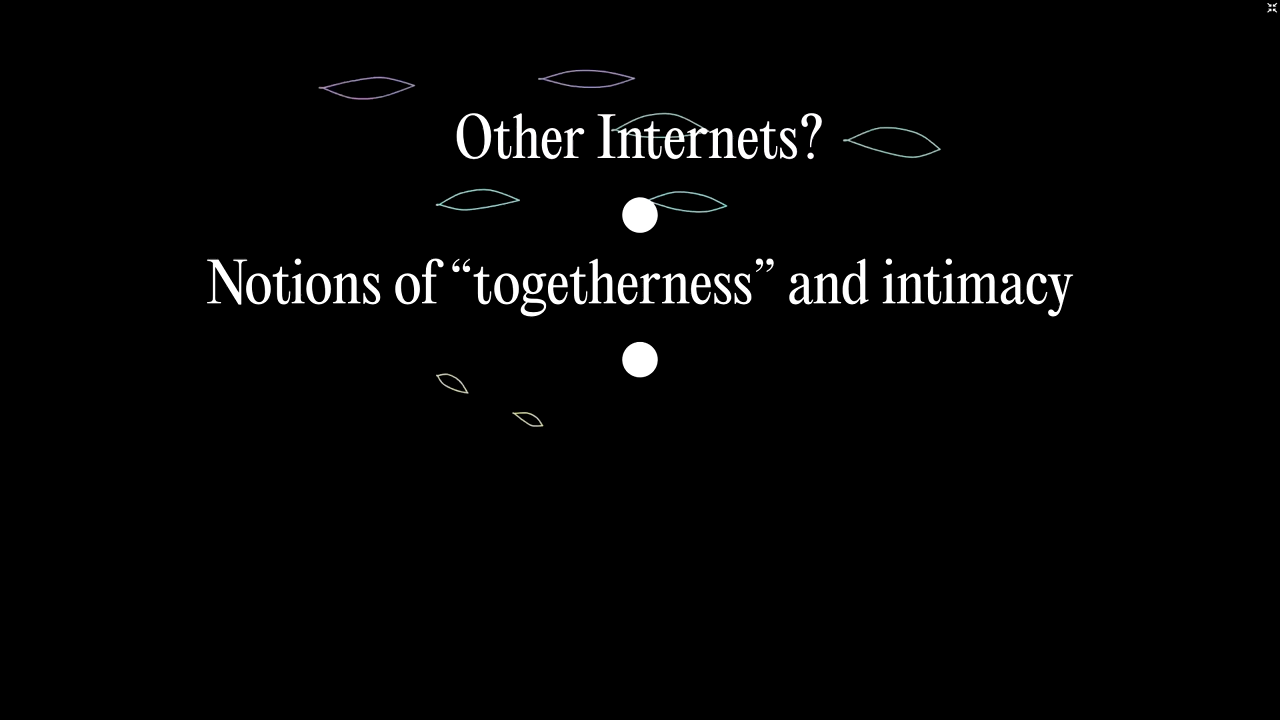 Other Internets?
Notions of “togetherness” and intimacy